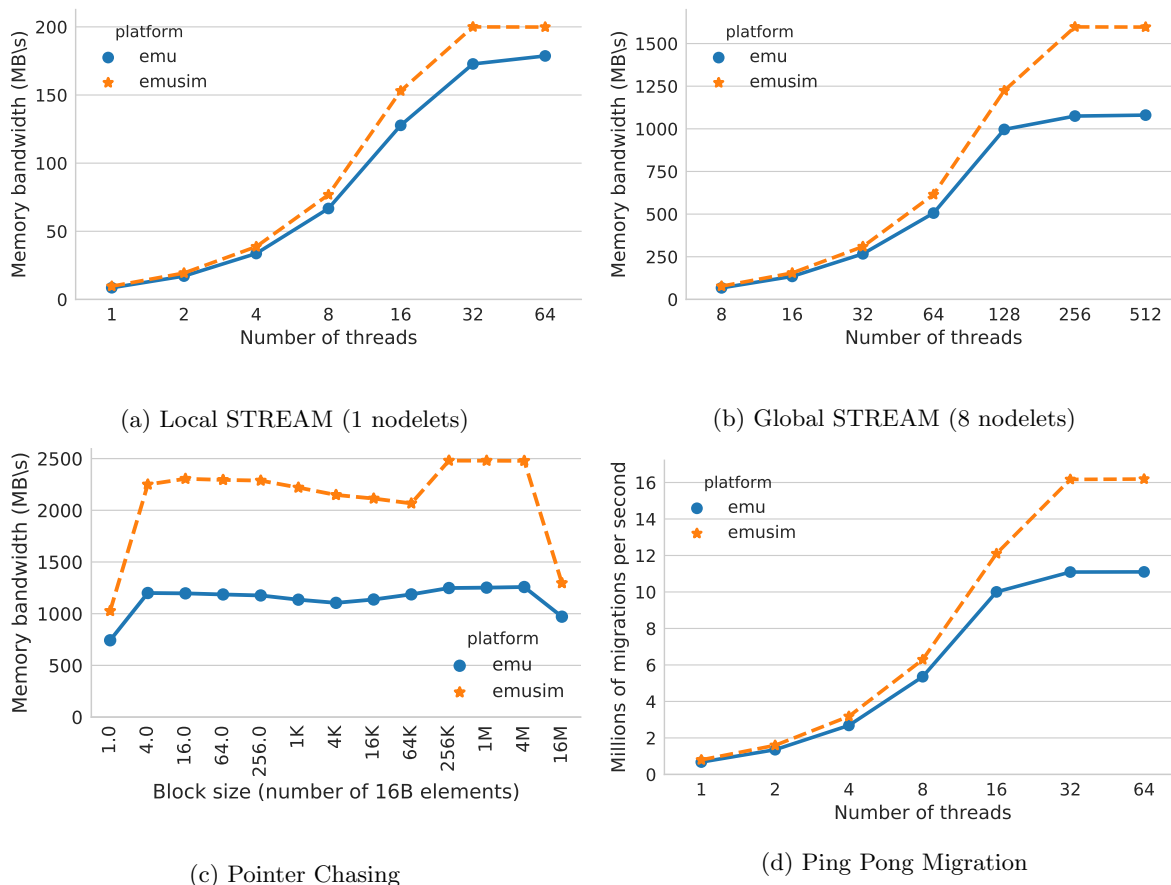 Memory bandwidth (MB\s)
200
150
100
50
0
platform
emu
emusim
1 2 4 8 16 32 64
Number of threads
(a) Local STREAM (1 nodelets)
Memory bandwidth (MB\s)
1500
1250
1000
750
500
250
0
platform
emu
emusim
8 16 32 64 128 256 512
Number of threads
(b) Global STREAM (8 nodelets)
Memory bandwidth (MB\s)
2500
2000
1500
1000
500
0
platform
emu
emusim
1.0 4.0 16.0 64.0 256.0 1K 4K 16K 64K 256K 1M 4M 16M
Block size (number of 16B elements)
(c) Pointer Chasing
Millions of migrations per second
16
14
12
10
8
6
4
2
0
platform
emu
emusim
1 2 4 8 16 32 64
Number of threads
(d) Ping Pong Migration